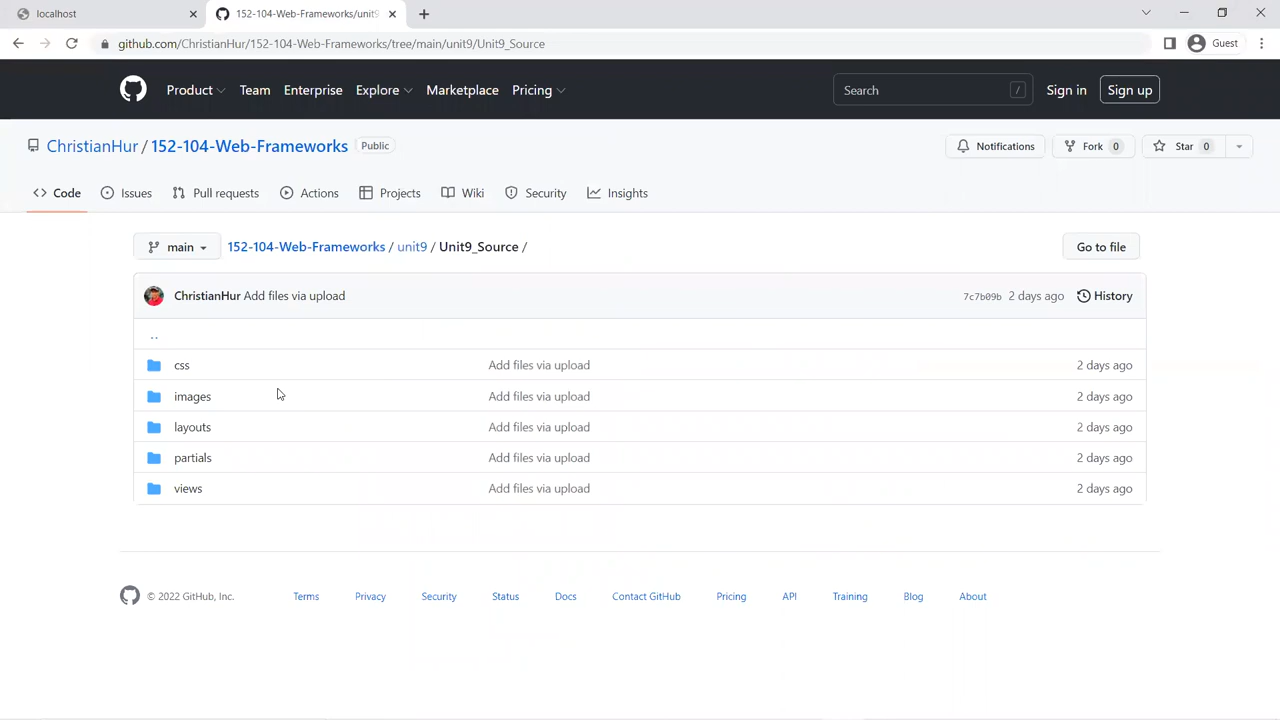 localhost
152-104-Web-Frameworks/unit9
github.com/ChristianHur/152-104-Web-Frameworks/tree/main/unit9/Unit9_Source
Guest
Product Team Enterprise Explore Marketplace Pricing
Search /
Sign in
Sign up
ChristianHur / 152-104-Web-Frameworks Public
Notifications Fork 0 Star 0
Code Issues Pull requests Actions Projects Wiki Security Insights
main 152-104-Web-Frameworks / unit9 / Unit9_Source / Go to file
ChristianHur Add files via upload 7c7b09b 2 days ago History
..
css Add files via upload 2 days ago
images Add files via upload 2 days ago
layouts Add files via upload 2 days ago
partials Add files via upload 2 days ago
views Add files via upload 2 days ago
© 2022 GitHub, Inc. Terms Privacy Security Status Docs Contact GitHub Pricing API Training Blog About